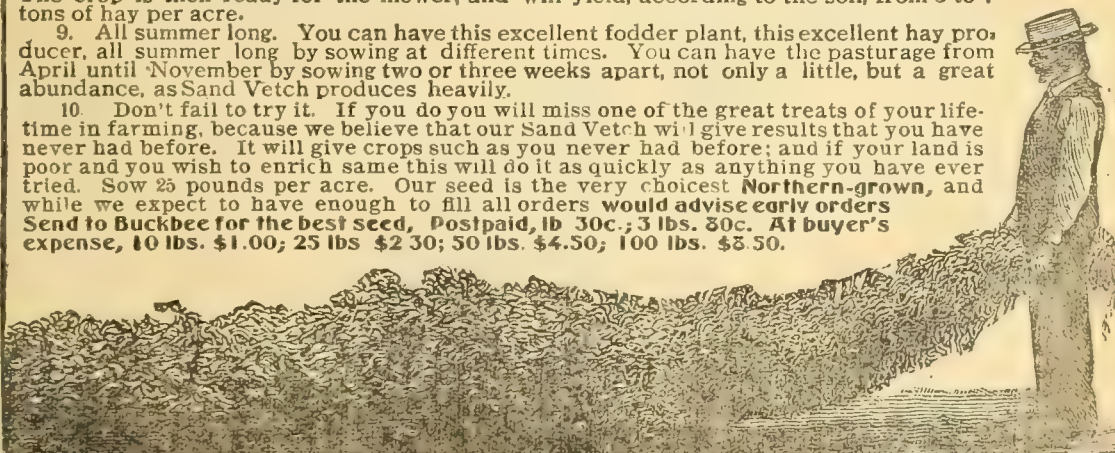 tons of hay per acre.
9. All summer long. You can have this excellent fodder plant, this excellent hay pro-
ducer, all summer long by sowing at different times. You can have the pasturage from
April until November by sowing two or three weeks apart, not only a little, but a great
abundance, as Sand Vetch produces heavily.
10. Don't fail to try it. If you do you will miss one of the great treats of your life-
time in farming, because we believe that our Sand Vetch will give results that you have
never had before. It will give crops such as you never had before; and if your land is
poor and you wish to enrich same this will do it as quickly as anything you have ever
tried. Sow 25 pounds per acre. Our seed is the very choicest Northern-grown, and
while we expect to have enough to fill all orders would advise early orders
Send to Buckbee for the best seed, Postpaid, lb 30c.; 3 lbs. 80c. At buyer's
expense, 10 lbs. $1.00; 25 lbs $2 30; 50 lbs. $4.50; 100 lbs. $8.50.